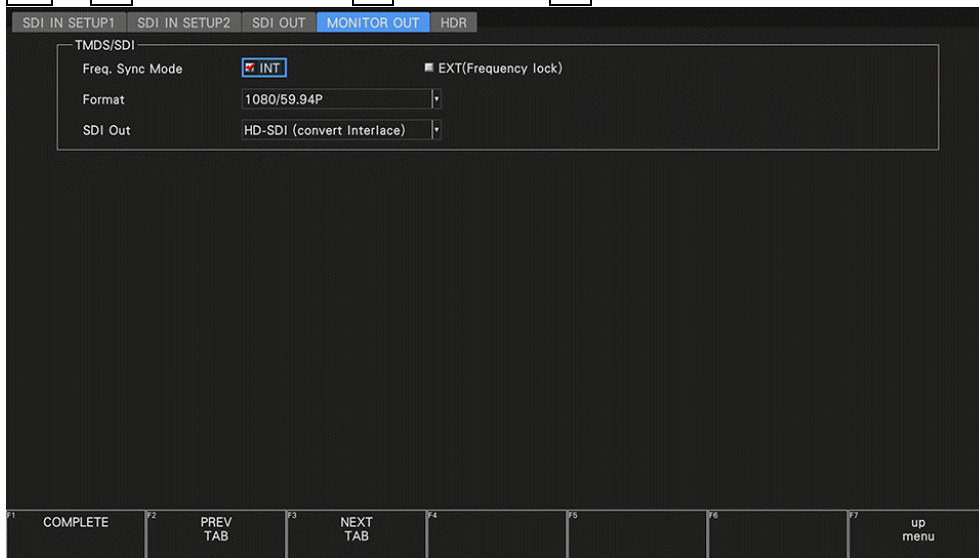 SDI IN SETUP1 SDI IN SETUP2 SDI OUT MONITOR OUT HDR
TMDS/SDI
Freq. Sync Mode INT EXT(Frequency lock)
Format 1080/59.94P
SDI Out HD-SDI (convert Interlace)
F1 COMPLETE F2 PREV TAB F3 NEXT TAB F4 F5 F6 F7 up menu